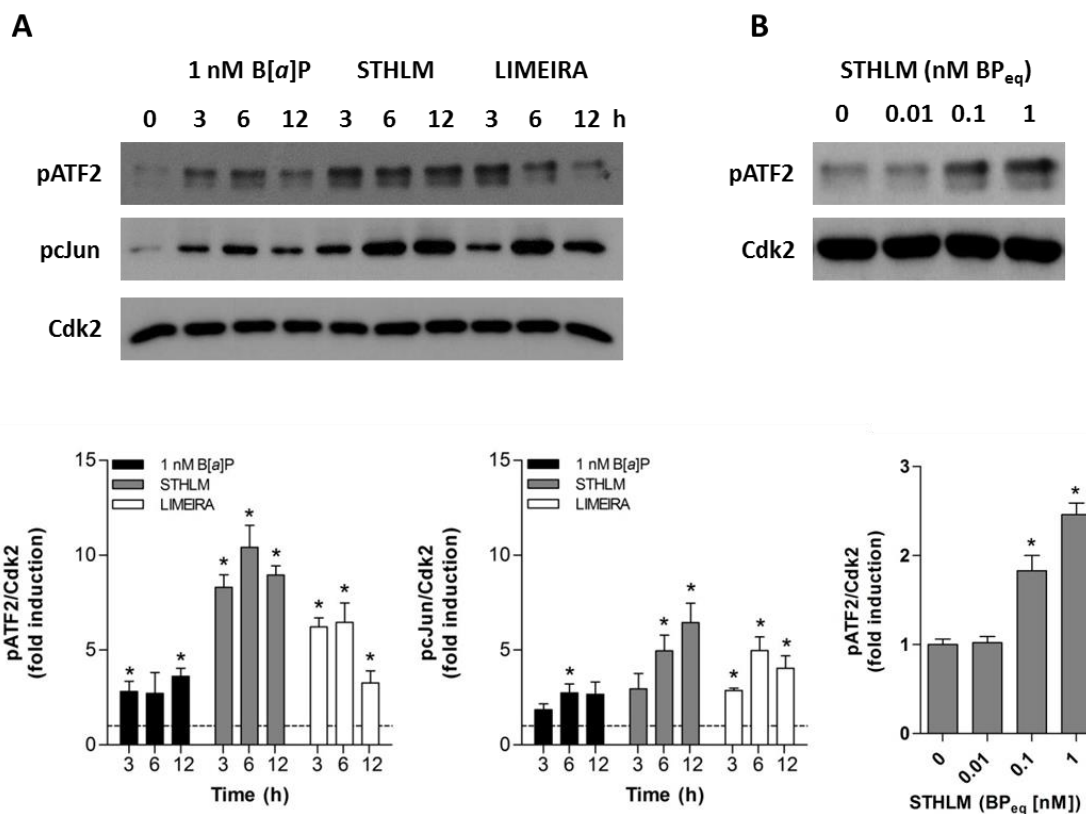 A
B
1 nM B[a]P STHLM LIMEIRA
0 3 6 12 3 6 12 3 6 12 h
pATF2
pcJun
Cdk2
STHLM (nM BPeq)
0 0.01 0.1 1
pATF2
Cdk2
pATF2/Cdk2
(fold induction)
15
10
5
0
1 nM B[a]P
STHLM
LIMEIRA
* * * * * * * *
3 6 12 3 6 12 3 6 12
Time (h)
pcJun/Cdk2
(fold induction)
15
10
5
0
1 nM B[a]P
STHLM
LIMEIRA
* * * * * *
3 6 12 3 6 12 3 6 12
Time (h)
pATF2/Cdk2
(fold induction)
3
2
1
0
* *
0 0.01 0.1 1
STHLM (BPeq [nM])